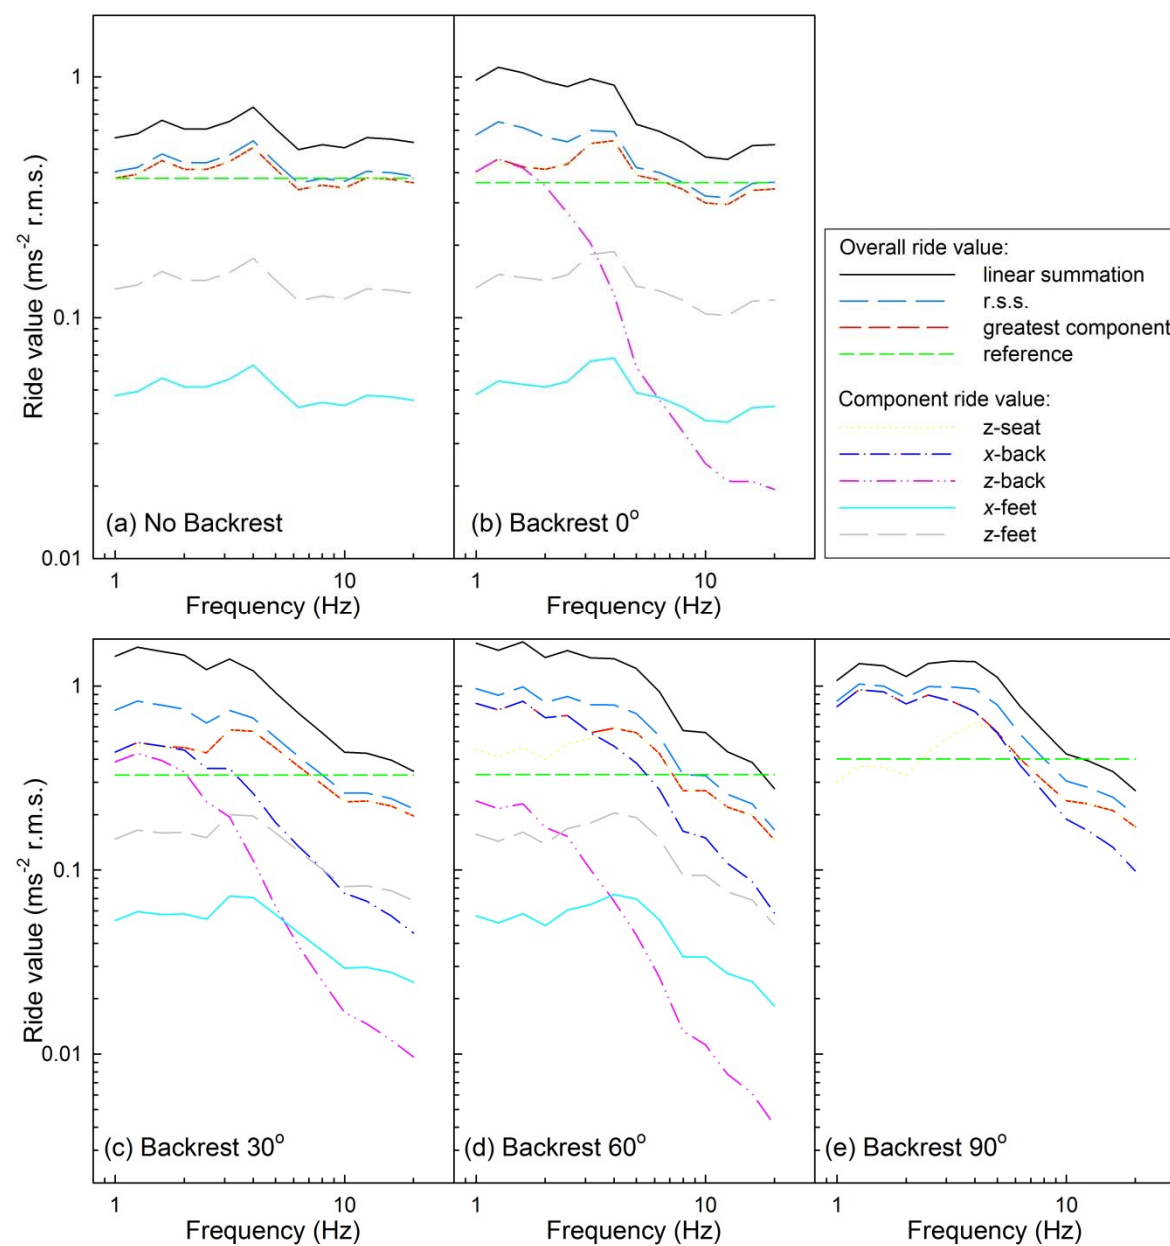 1
0.1
0.01
Ride value (ms⁻² r.m.s.)
(a) No Backrest
1
10
Frequency (Hz)
(b) Backrest 0°
1
10
Frequency (Hz)
Overall ride value:
linear summation
r.s.s.
greatest component
reference
Component ride value:
z-seat
x-back
z-back
x-feet
z-feet
1
0.1
0.01
Ride value (ms⁻² r.m.s.)
(c) Backrest 30°
1
10
Frequency (Hz)
(d) Backrest 60°
1
10
Frequency (Hz)
(e) Backrest 90°
1
10
Frequency (Hz)